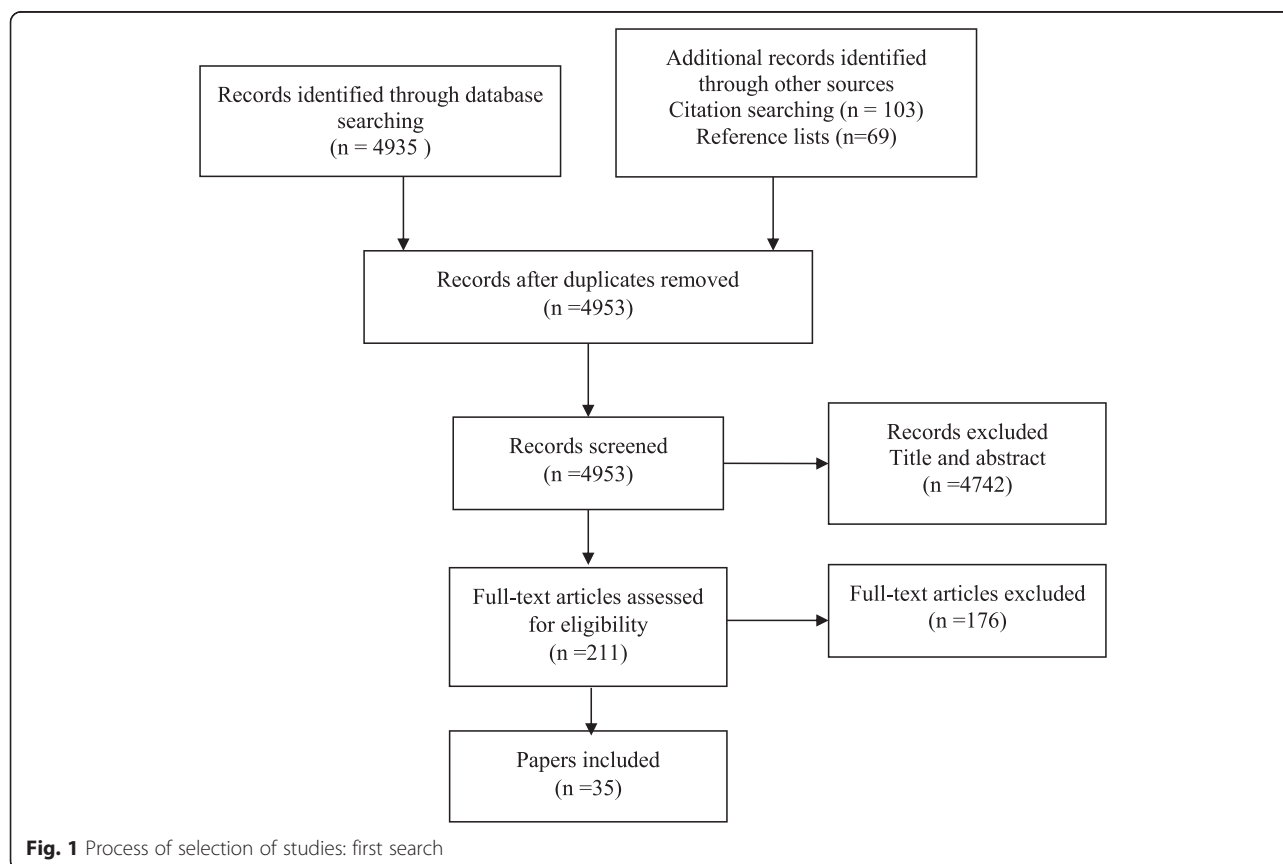 Records identified through database
searching
(n = 4935 )
Additional records identified
through other sources
Citation searching (n = 103)
Reference lists (n=69)
Records after duplicates removed
(n =4953)
Records screened
(n =4953)
Records excluded
Title and abstract
(n =4742)
Full-text articles assessed
for eligibility
(n =211)
Full-text articles excluded
(n =176)
Papers included
(n =35)
Fig. 1 Process of selection of studies: first search